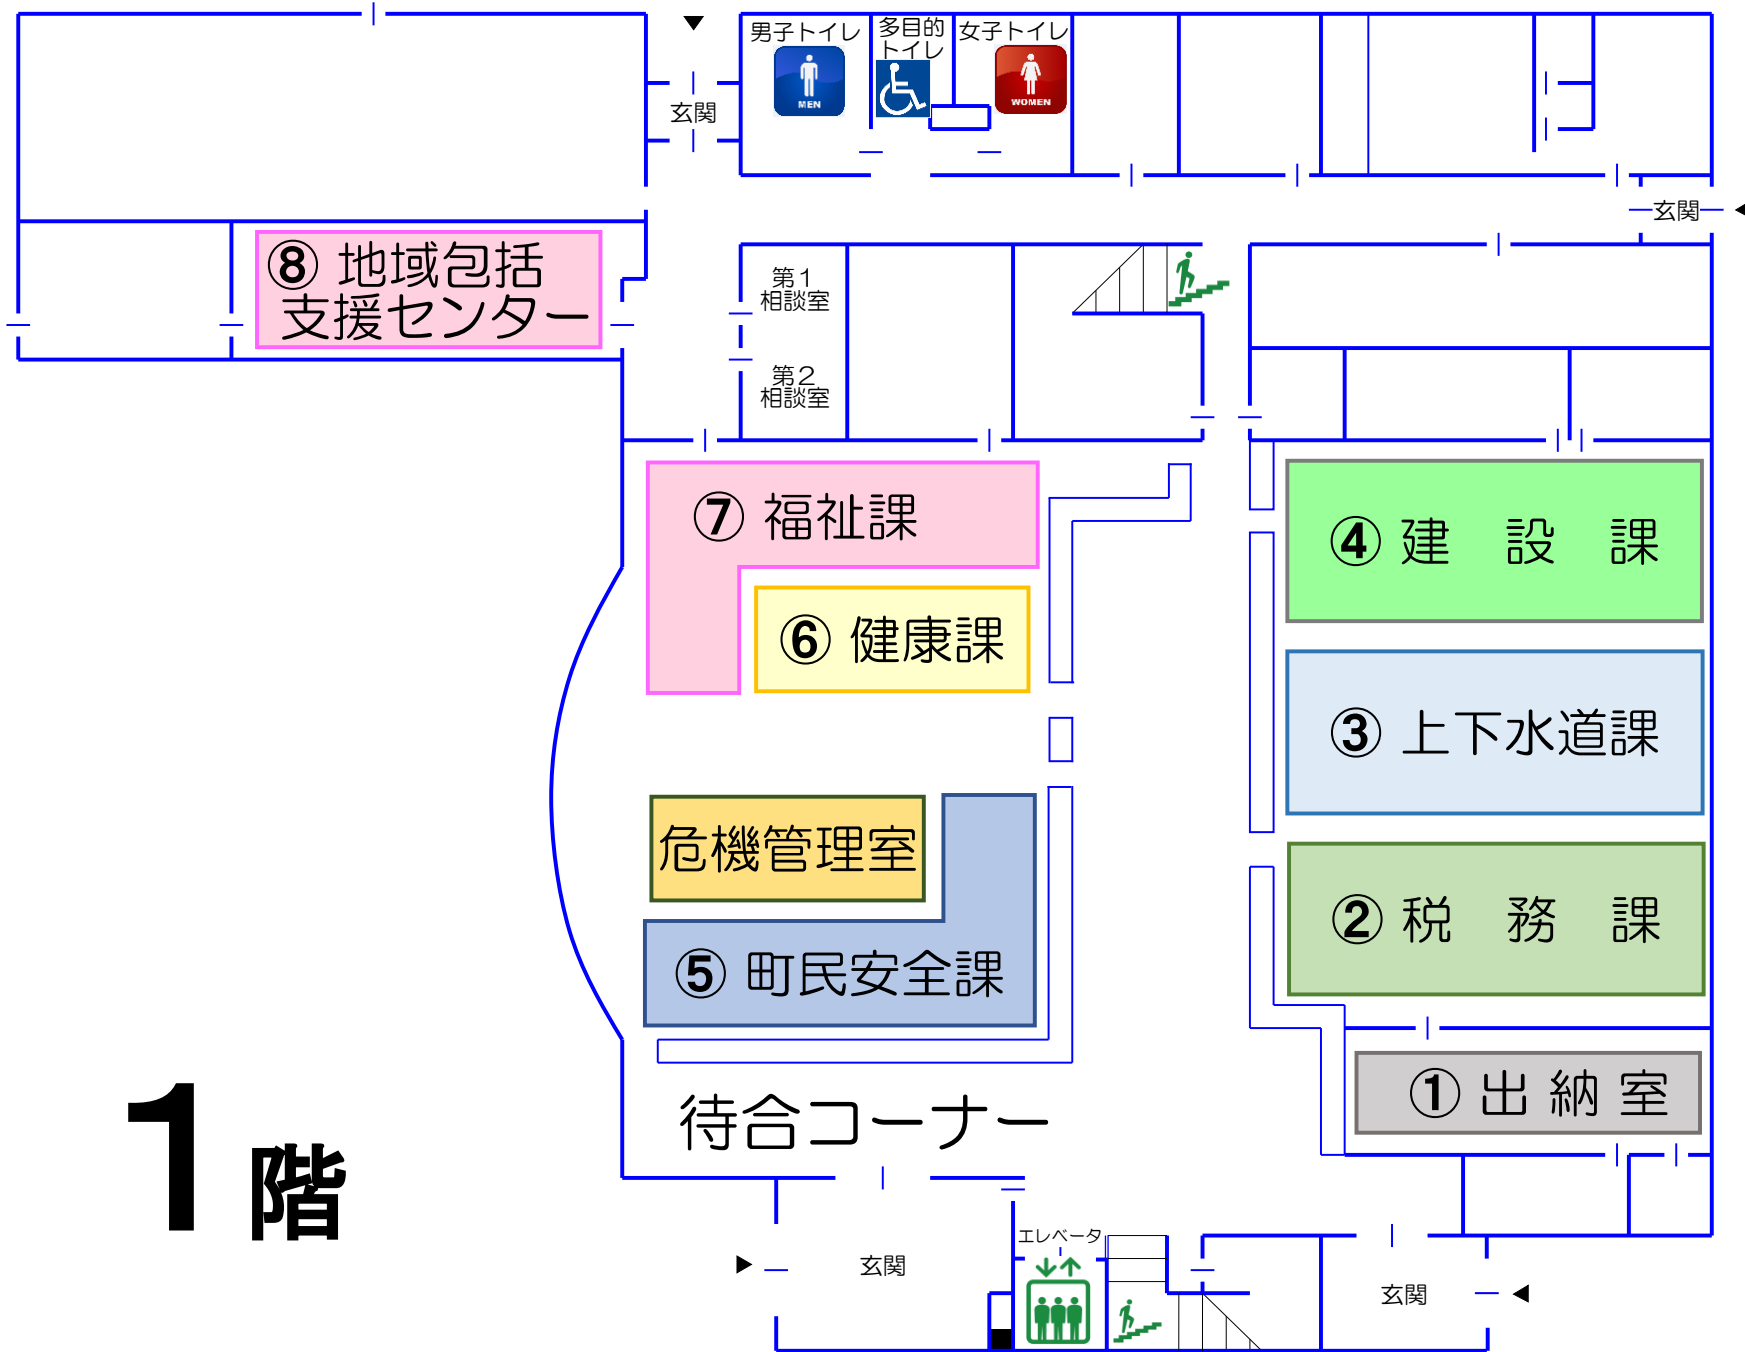 男子トイレ
多目的
トイレ
女子トイレ
MEN
WOMEN
玄関
玄関
⑧ 地域包括
支援センター
第１
相談室
第２
相談室
⑦ 福祉課
④ 建 設 課
⑥ 健康課
③ 上下水道課
危機管理室
② 税 務 課
⑤ 町民安全課
① 出 納 室
待合コーナー
1階
エレベータ
玄関
玄関